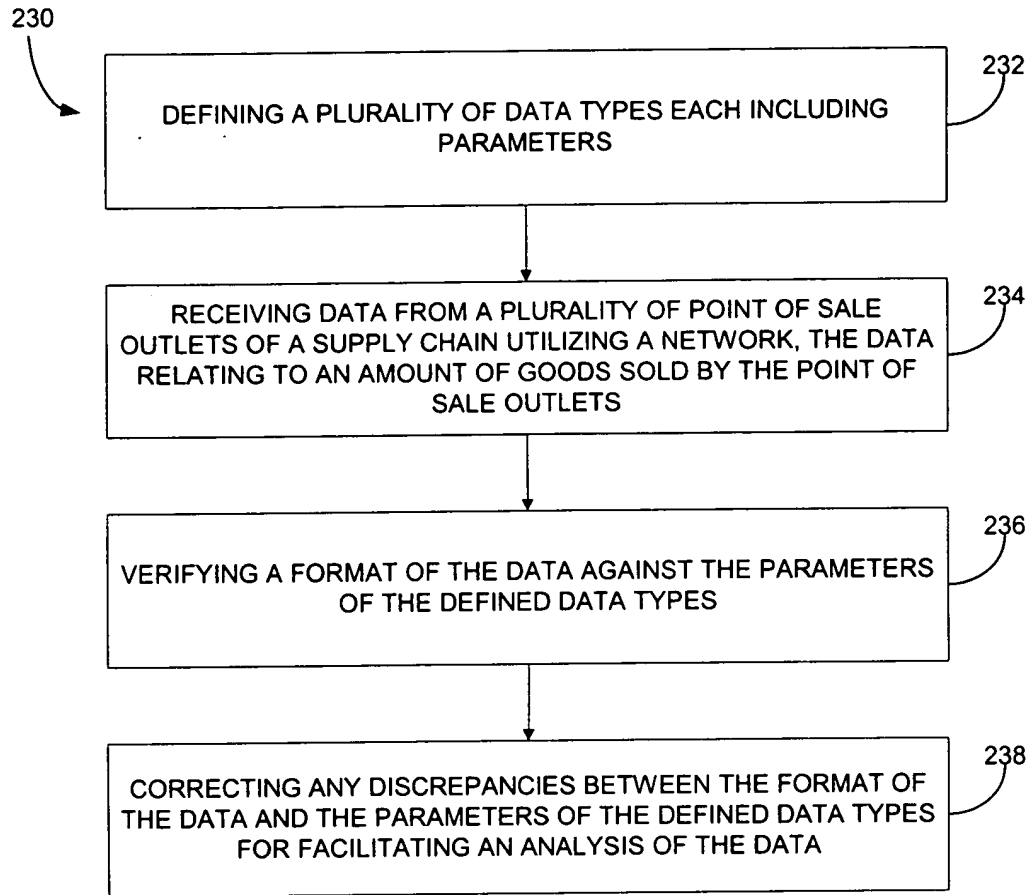 230
232
DEFINING A PLURALITY OF DATA TYPES EACH INCLUDING
PARAMETERS
234
RECEIVING DATA FROM A PLURALITY OF POINT OF SALE
OUTLETS OF A SUPPLY CHAIN UTILIZING A NETWORK, THE DATA
RELATING TO AN AMOUNT OF GOODS SOLD BY THE POINT OF
SALE OUTLETS
236
VERIFYING A FORMAT OF THE DATA AGAINST THE PARAMETERS
OF THE DEFINED DATA TYPES
238
CORRECTING ANY DISCREPANCIES BETWEEN THE FORMAT OF
THE DATA AND THE PARAMETERS OF THE DEFINED DATA TYPES
FOR FACILITATING AN ANALYSIS OF THE DATA